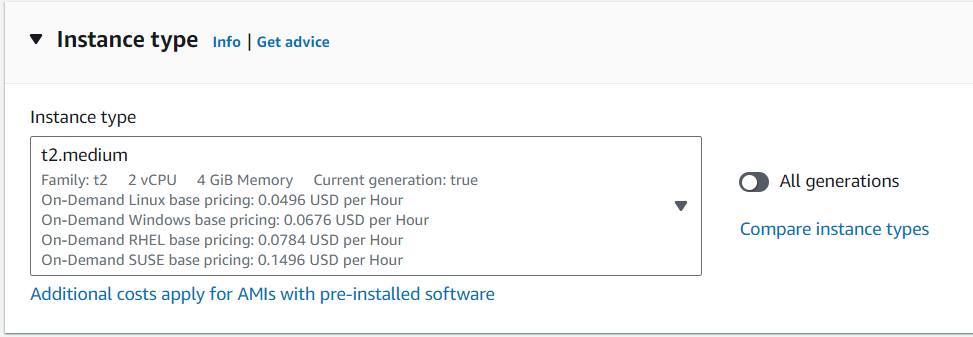 Instance type Info | Get advice
Instance type
t2.medium
Family: t2 2 vCPU 4 GiB Memory Current generation: true
On-Demand Linux base pricing: 0.0496 USD per Hour
On-Demand Windows base pricing: 0.0676 USD per Hour
On-Demand RHEL base pricing: 0.0784 USD per Hour
On-Demand SUSE base pricing: 0.1496 USD per Hour
All generations
Compare instance types
Additional costs apply for AMIs with pre-installed software